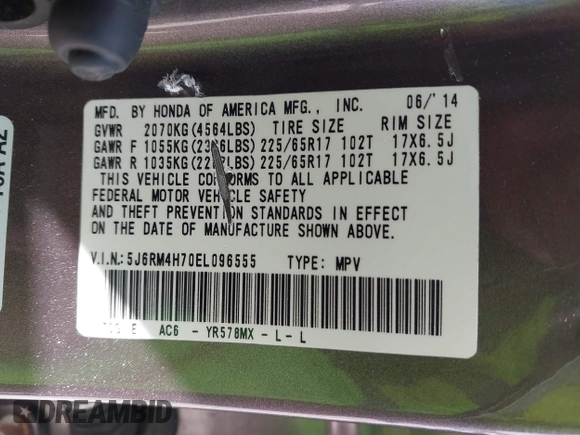 MFD. BY HONDA OF AMERICA MFG., INC. 06/'14
GVWR 2070KG(4564LBS) TIRE SIZE RIM SIZE
GAWR F 1055KG( LBS) 225/65R17 102T 17X6.5J
GAWR R 1035KG( LBS) 225/65R17 102T 17X6.5J
THIS VEHICLE CONFORMS TO ALL APPLICABLE
FEDERAL MOTOR VEHICLE SAFETY
AND THEFT PREVENTION STANDARDS IN EFFECT
ON THE DATE OF MANUFACTURE SHOWN ABOVE.
V.I.N.: 5J6RM4H70EL096555 TYPE: MPV
E AC6 - YR578MX - L - L
DREAMBID